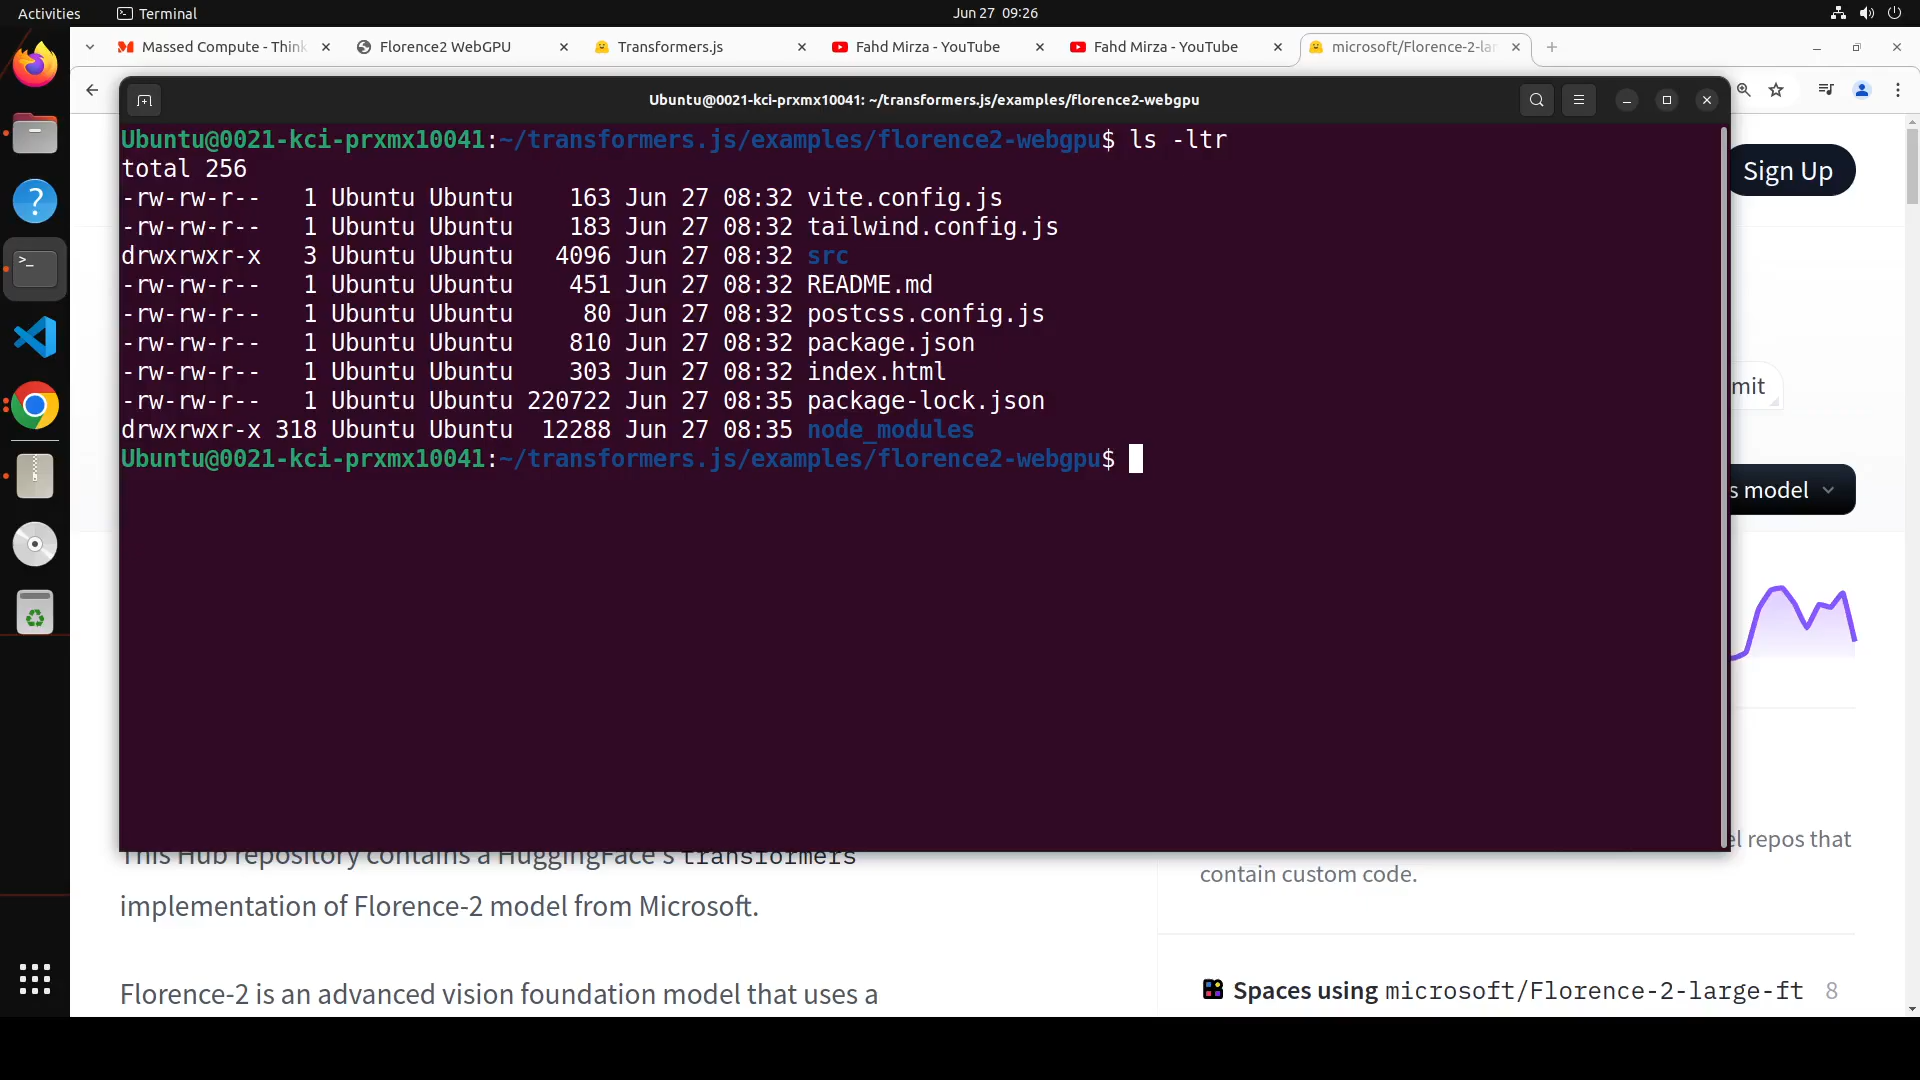 Activities
Terminal
Jun 27 09:26
Massed Compute - Think
Florence2 WebGPU
Transformers.js
Fahd Mirza - YouTube
Fahd Mirza - YouTube
microsoft/Florence-2-lar
Ubuntu@0021-kci-prxmx10041: ~/transformers.js/examples/florence2-webgpu
Ubuntu@0021-kci-prxmx10041:~/transformers.js/examples/florence2-webgpu$ ls -ltr
total 256
-rw-rw-r--   1 Ubuntu Ubuntu    163 Jun 27 08:32 vite.config.js
-rw-rw-r--   1 Ubuntu Ubuntu    183 Jun 27 08:32 tailwind.config.js
drwxrwxr-x   3 Ubuntu Ubuntu   4096 Jun 27 08:32 src
-rw-rw-r--   1 Ubuntu Ubuntu    451 Jun 27 08:32 README.md
-rw-rw-r--   1 Ubuntu Ubuntu     80 Jun 27 08:32 postcss.config.js
-rw-rw-r--   1 Ubuntu Ubuntu    810 Jun 27 08:32 package.json
-rw-rw-r--   1 Ubuntu Ubuntu    303 Jun 27 08:32 index.html
-rw-rw-r--   1 Ubuntu Ubuntu 220722 Jun 27 08:35 package-lock.json
drwxrwxr-x 318 Ubuntu Ubuntu  12288 Jun 27 08:35 node_modules
Ubuntu@0021-kci-prxmx10041:~/transformers.js/examples/florence2-webgpu$
Sign Up
mit
s model
This Hub repository contains a HuggingFace's transformers
implementation of Florence-2 model from Microsoft.
Florence-2 is an advanced vision foundation model that uses a
el repos that
contain custom code.
Spaces using microsoft/Florence-2-large-ft 8